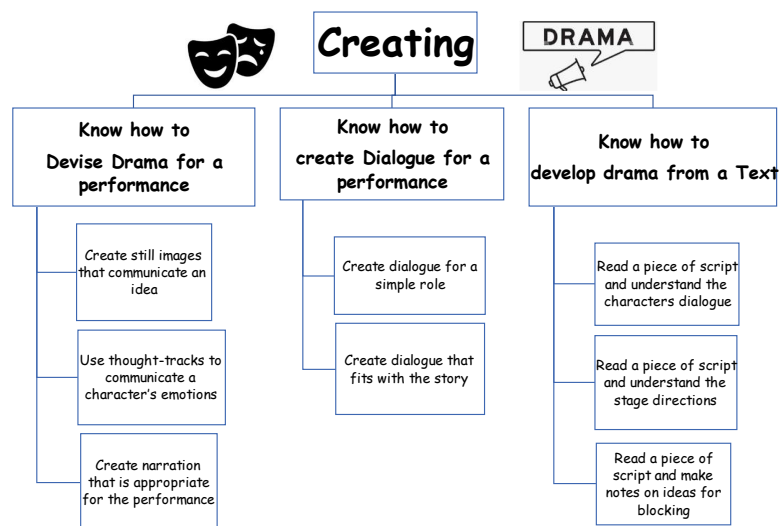 Creating
DRAMA
Know how to
Devise Drama for a
performance
Create still images
that communicate an
idea
Use thought-tracks to
communicate a
character’s emotions
Create narration
that is appropriate
for the performance
Know how to
create Dialogue for a
performance
Create dialogue for a
simple role
Create dialogue that
fits with the story
Know how to
develop drama from a Text
Read a piece of script
and understand the
characters dialogue
Read a piece of script
and understand the
stage directions
Read a piece of
script and make
notes on ideas for
blocking